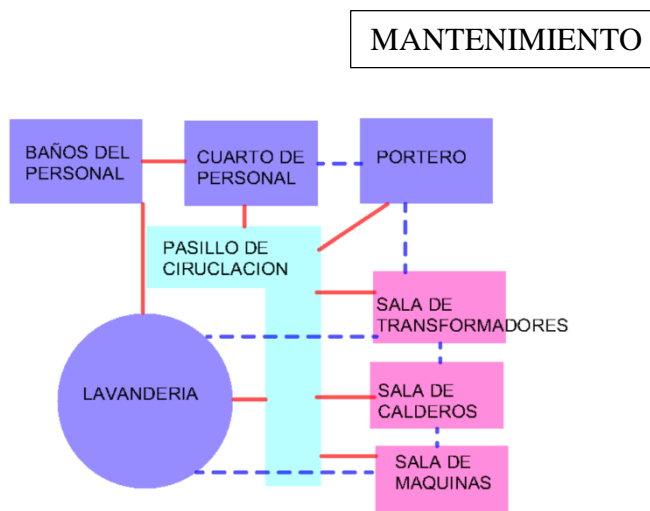 MANTENIMIENTO
BAÑOS DEL
PERSONAL
CUARTO DE
PERSONAL
PORTERO
PASILLO DE
CIRUCLACION
SALA DE
TRANSFORMADORES
LAVANDERIA
SALA DE
CALDEROS
SALA DE
MAQUINAS